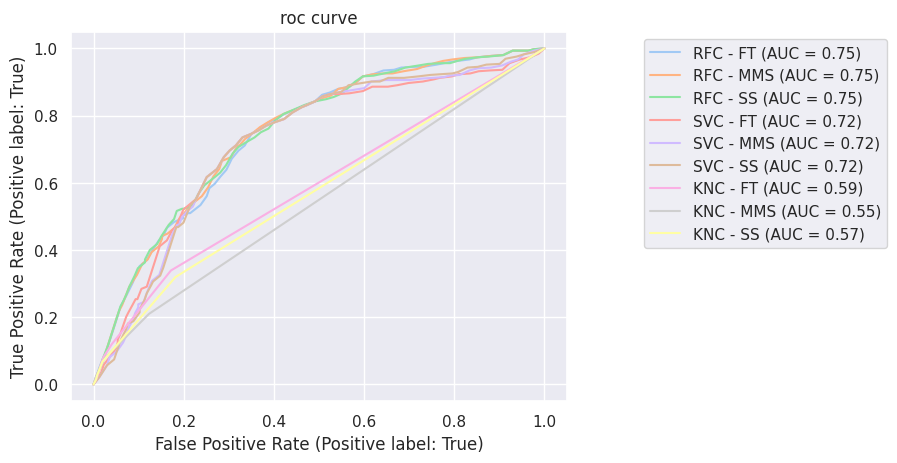 roc curve
True Positive Rate (Positive label: True)
1.0
0.8
0.6
0.4
0.2
0.0
0.0 0.2 0.4 0.6 0.8 1.0
False Positive Rate (Positive label: True)
RFC - FT (AUC = 0.75)
RFC - MMS (AUC = 0.75)
RFC - SS (AUC = 0.75)
SVC - FT (AUC = 0.72)
SVC - MMS (AUC = 0.72)
SVC - SS (AUC = 0.72)
KNC - FT (AUC = 0.59)
KNC - MMS (AUC = 0.55)
KNC - SS (AUC = 0.57)